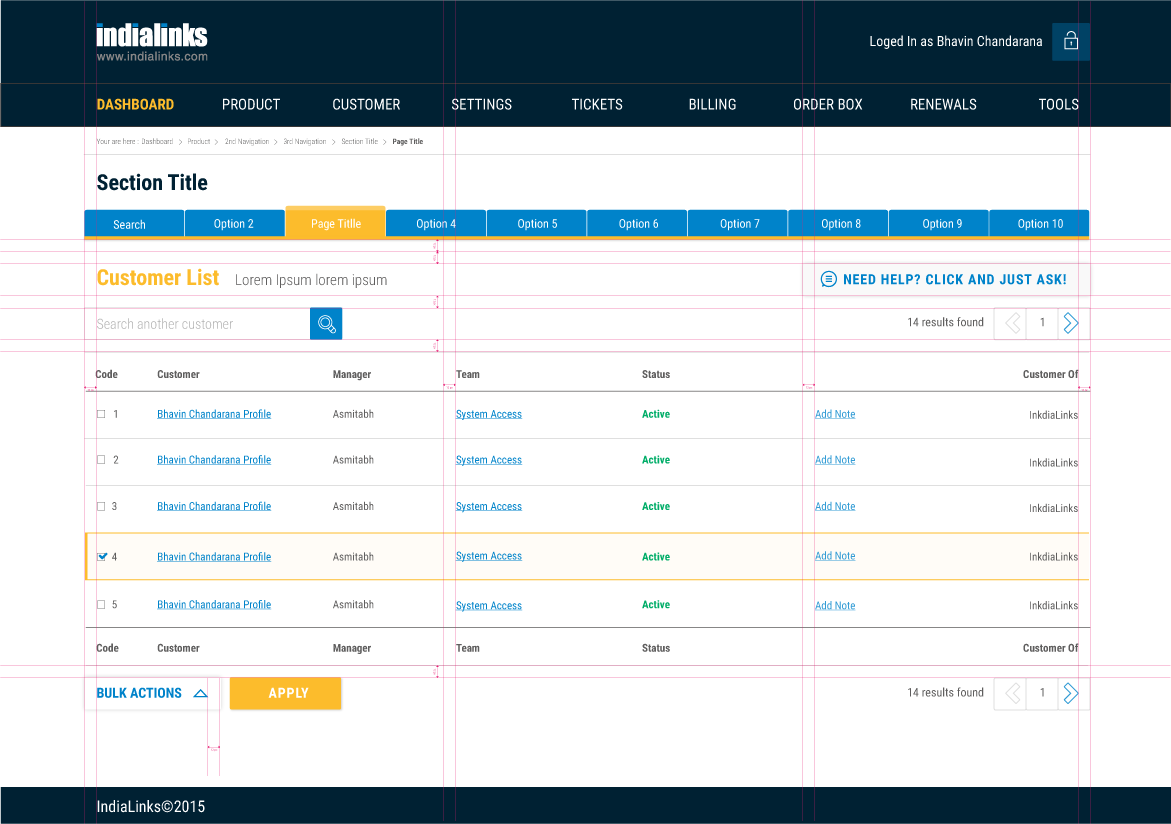 indialinks
www.indialinks.com
Loged In as Bhavin Chandarana
DASHBOARD PRODUCT CUSTOMER SETTINGS TICKETS BILLING ORDER BOX RENEWALS TOOLS
Your are here : Dashboard > Product > 2nd Navigation > 3rd Navigation > Section Title > Page Title
Section Title
Search Option 2 Page Titlle Option 4 Option 5 Option 6 Option 7 Option 8 Option 9 Option 10
Customer List Lorem Ipsum lorem ipsum NEED HELP? CLICK AND JUST ASK!
Search another customer 14 results found 1
Code Customer Manager Team Status Customer Of
1 Bhavin Chandarana Profile Asmitabh System Access Active Add Note InkdiaLinks
2 Bhavin Chandarana Profile Asmitabh System Access Active Add Note InkdiaLinks
3 Bhavin Chandarana Profile Asmitabh System Access Active Add Note InkdiaLinks
4 Bhavin Chandarana Profile Asmitabh System Access Active Add Note InkdiaLinks
5 Bhavin Chandarana Profile Asmitabh System Access Active Add Note InkdiaLinks
Code Customer Manager Team Status Customer Of
BULK ACTIONS APPLY 14 results found 1
IndiaLinks©2015